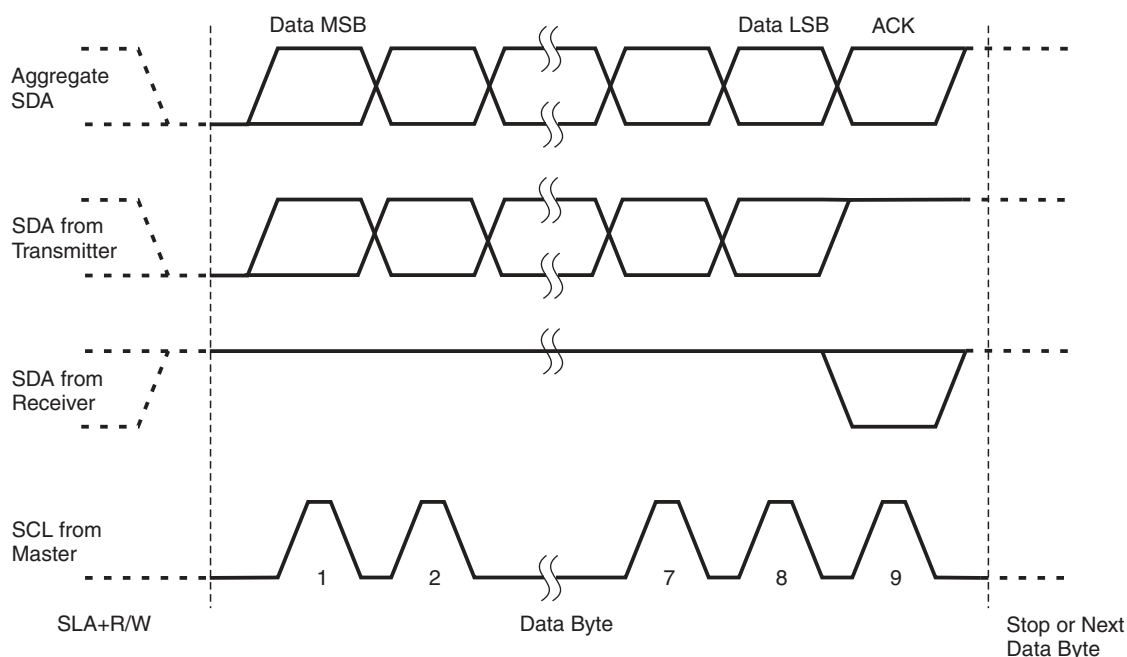 Data MSB
Data LSB
ACK
Aggregate
SDA
SDA from
Transmitter
SDA from
Receiver
SCL from
Master
1
2
7
8
9
SLA+R/W
Data Byte
Stop or Next
Data Byte